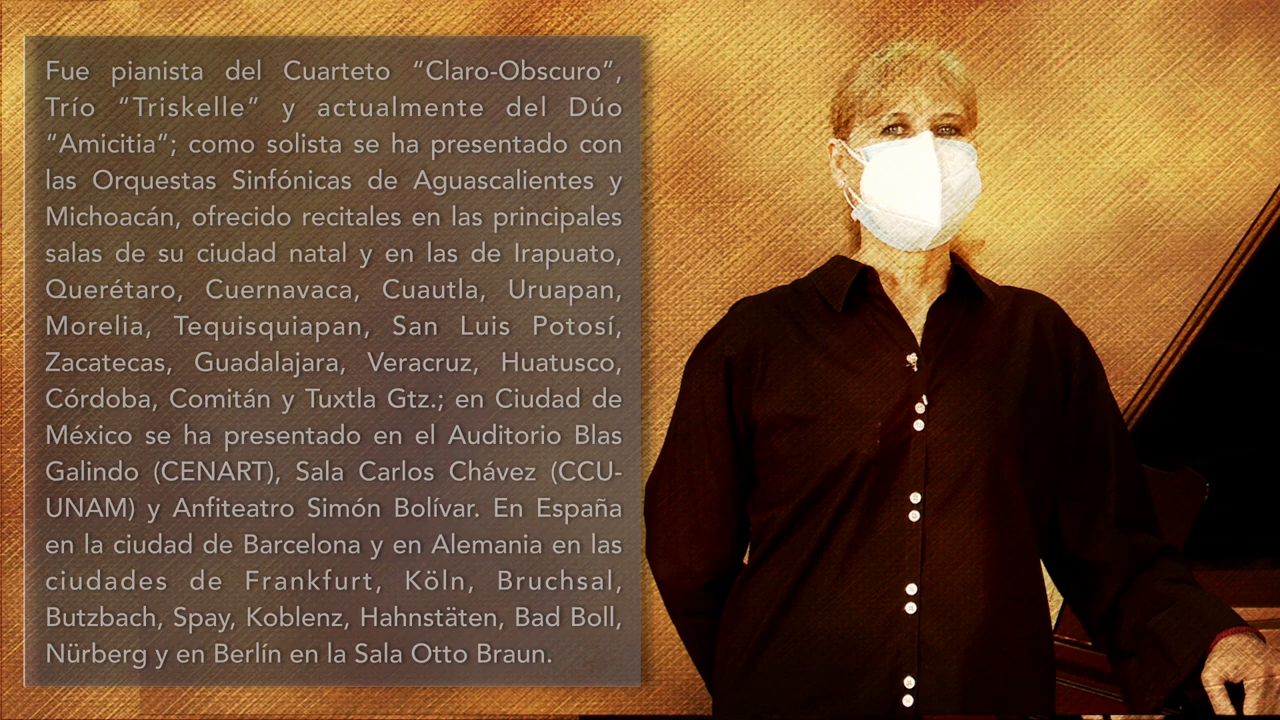 Fue pianista del Cuarteto “Claro-Obscuro”,
Trío “Triskelle” y actualmente del Dúo
“Amicitia”; como solista se ha presentado con
las Orquestas Sinfónicas de Aguascalientes y
Michoacán, ofrecido recitales en las principales
salas de su ciudad natal y en las de Irapuato,
Querétaro, Cuernavaca, Cuautla, Uruapan,
Morelia, Tequisquiapan, San Luis Potosí,
Zacatecas, Guadalajara, Veracruz, Huatusco,
Córdoba, Comitán y Tuxtla Gtz.; en Ciudad de
México se ha presentado en el Auditorio Blas
Galindo (CENART), Sala Carlos Chávez (CCU-
UNAM) y Anfiteatro Simón Bolívar. En España
en la ciudad de Barcelona y en Alemania en las
ciudades de Frankfurt, Köln, Bruchsal,
Butzbach, Spay, Koblenz, Hahnstäten, Bad Boll,
Nürberg y en Berlín en la Sala Otto Braun.